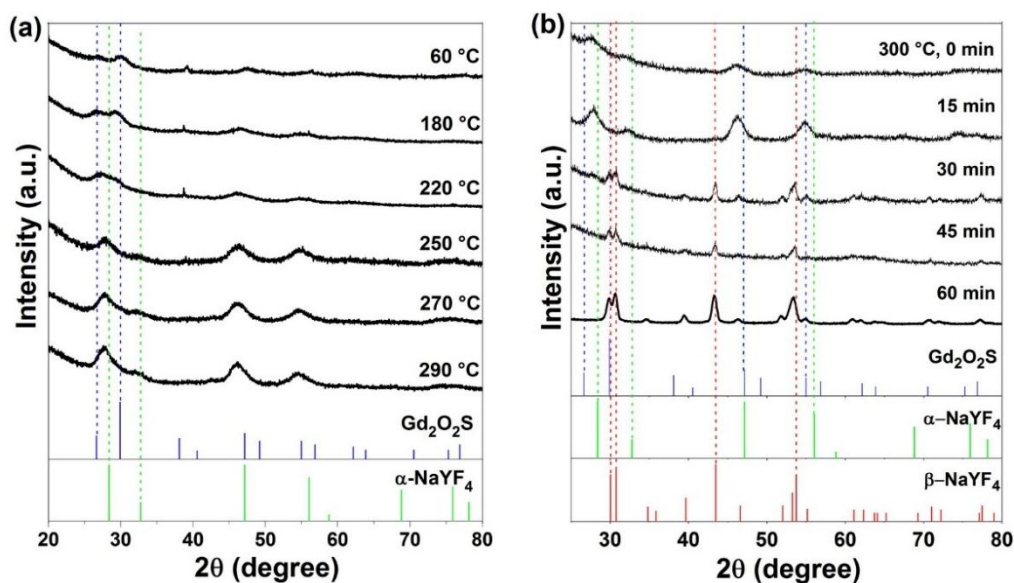 (a)
60 °C
180 °C
220 °C
250 °C
270 °C
290 °C
Gd₂O₂S
α-NaYF₄
Intensity (a.u.)
20 30 40 50 60 70 80
2θ (degree)
(b)
300 °C, 0 min
15 min
30 min
45 min
60 min
Gd₂O₂S
α–NaYF₄
β–NaYF₄
Intensity (a.u.)
30 40 50 60 70 80
2θ (degree)